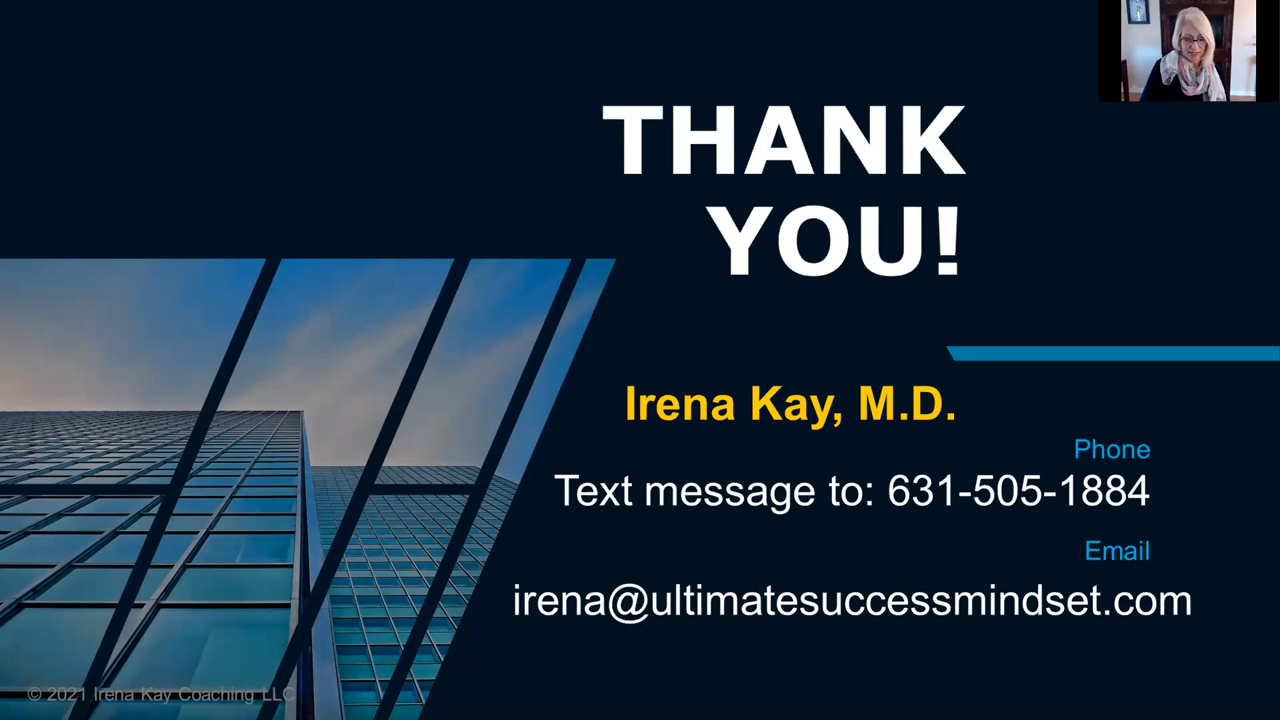 THANK
YOU!
Irena Kay, M.D.
Phone
Text message to: 631-505-1884
Email
irena@ultimatesuccessmindset.com
© 2021 Irena Kay Coaching LLC